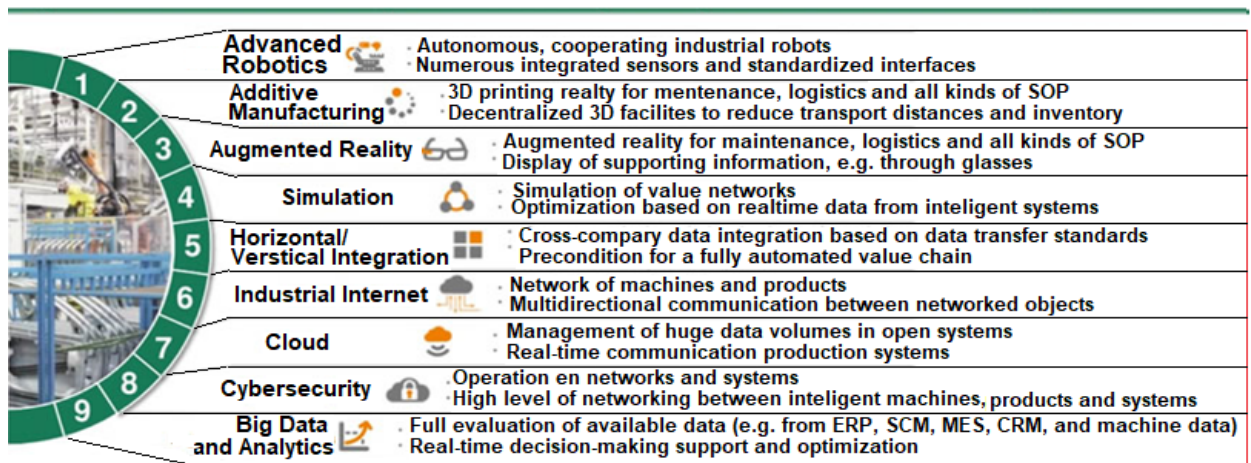 1
Advanced
Robotics
· Autonomous, cooperating industrial robots
· Numerous integrated sensors and standardized interfaces
2
Additive
Manufacturing
· 3D printing realty for mentenance, logistics and all kinds of SOP
· Decentralized 3D facilites to reduce transport distances and inventory
3
Augmented Reality
· Augmented reality for maintenance, logistics and all kinds of SOP
· Display of supporting information, e.g. through glasses
4
Simulation
· Simulation of value networks
· Optimization based on realtime data from inteligent systems
5
Horizontal/
Verstical Integration
· Cross-compary data integration based on data transfer standards
· Precondition for a fully automated value chain
6
Industrial Internet
· Network of machines and products
· Multidirectional communication between networked objects
7
Cloud
· Management of huge data volumes in open systems
· Real-time communication production systems
8
Cybersecurity
· Operation en networks and systems
· High level of networking between inteligent machines, products and systems
9
Big Data
and Analytics
· Full evaluation of available data (e.g. from ERP, SCM, MES, CRM, and machine data)
· Real-time decision-making support and optimization